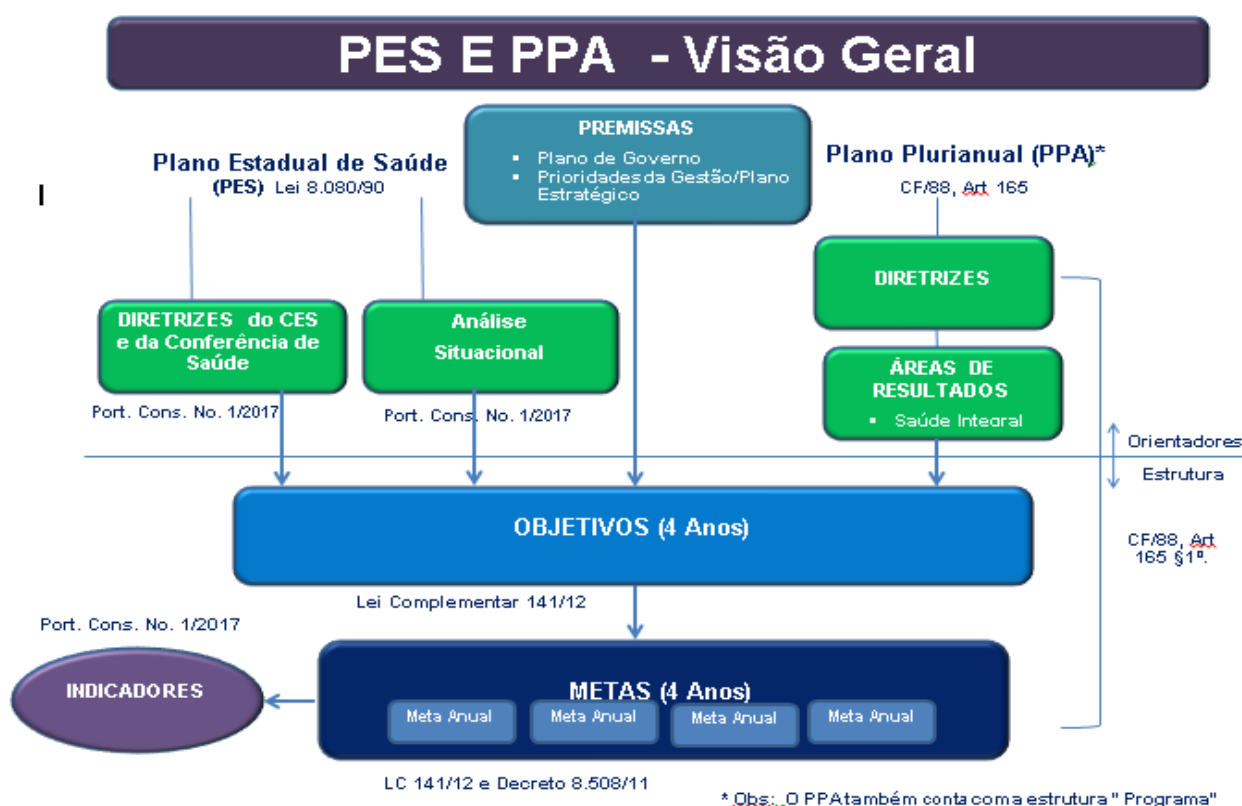 PES E PPA - Visão Geral
PREMISSAS
▪ Plano de Governo
▪ Prioridades da Gestão/Plano
Estratégico
Plano Estadual de Saúde
(PES) Lei 8.080/90
Plano Plurianual (PPA)*
CF/88, Art 165
I
DIRETRIZES do CES
e da Conferência de
Saúde
Port. Cons. No. 1/2017
Análise
Situacional
Port. Cons. No. 1/2017
DIRETRIZES
ÁREAS DE
RESULTADOS
▪ Saúde Integral
Orientadores
Estrutura
OBJETIVOS (4 Anos)
CF/88, Art
165 §1º.
Lei Complementar 141/12
Port. Cons. No. 1/2017
INDICADORES
METAS (4 Anos)
Meta Anual
Meta Anual
Meta Anual
Meta Anual
LC 141/12 e Decreto 8.508/11
* Obs: O PPA também conta com a estrutura " Programa"